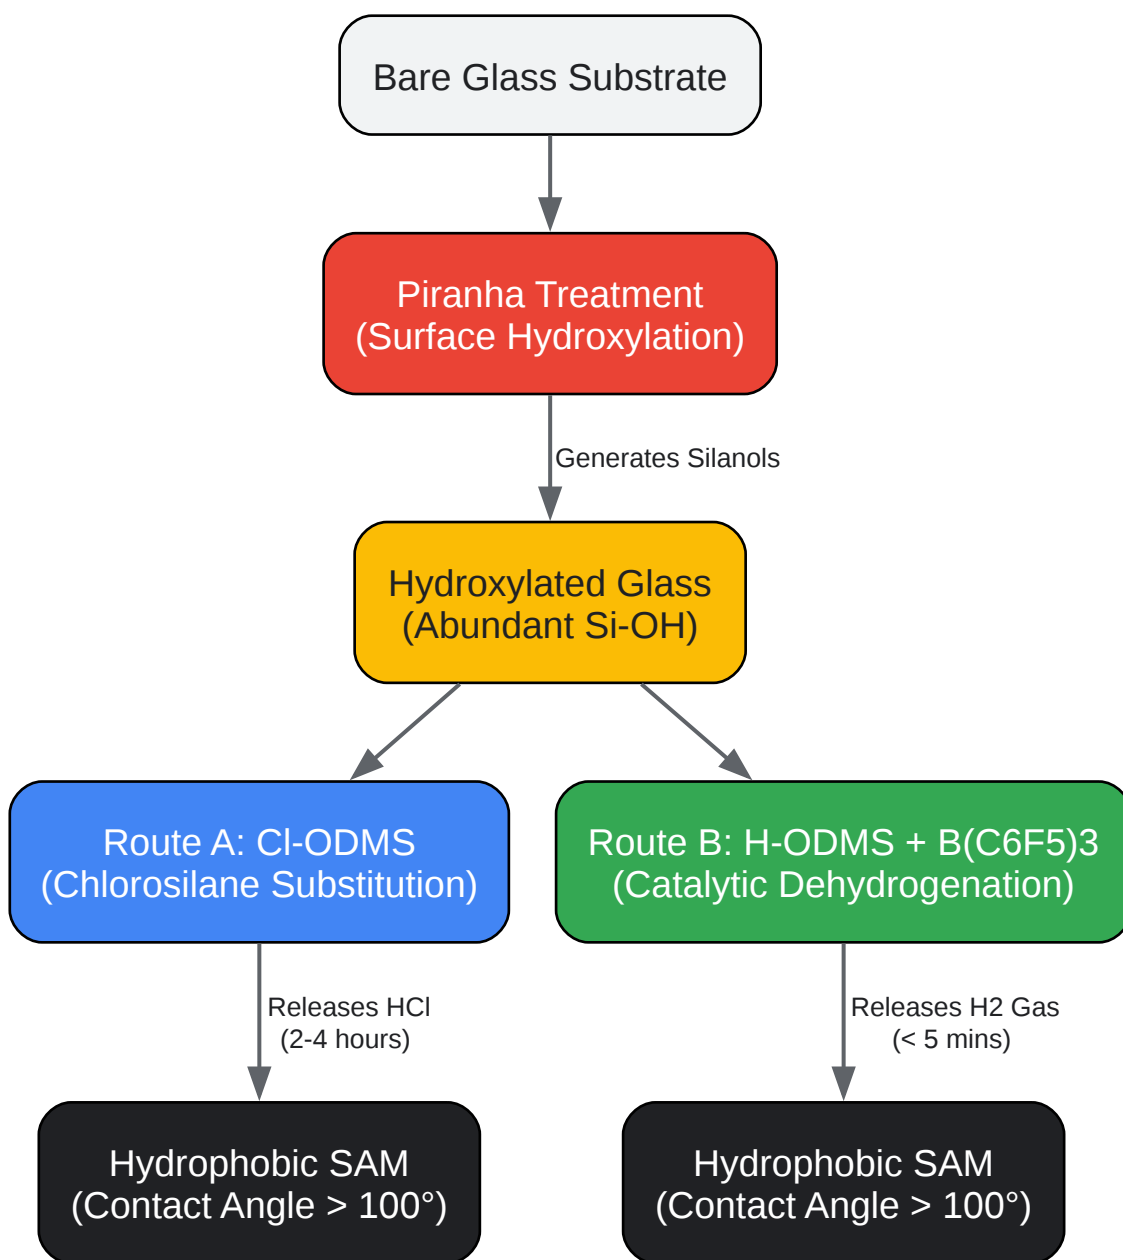 Bare Glass Substrate
Piranha Treatment
(Surface Hydroxylation)
Generates Silanols
Hydroxylated Glass
(Abundant Si-OH)
Route A: Cl-ODMS
(Chlorosilane Substitution)
Route B: H-ODMS + B(C6F5)3
(Catalytic Dehydrogenation)
Releases HCl
(2-4 hours)
Releases H2 Gas
(< 5 mins)
Hydrophobic SAM
(Contact Angle > 100°)
Hydrophobic SAM
(Contact Angle > 100°)